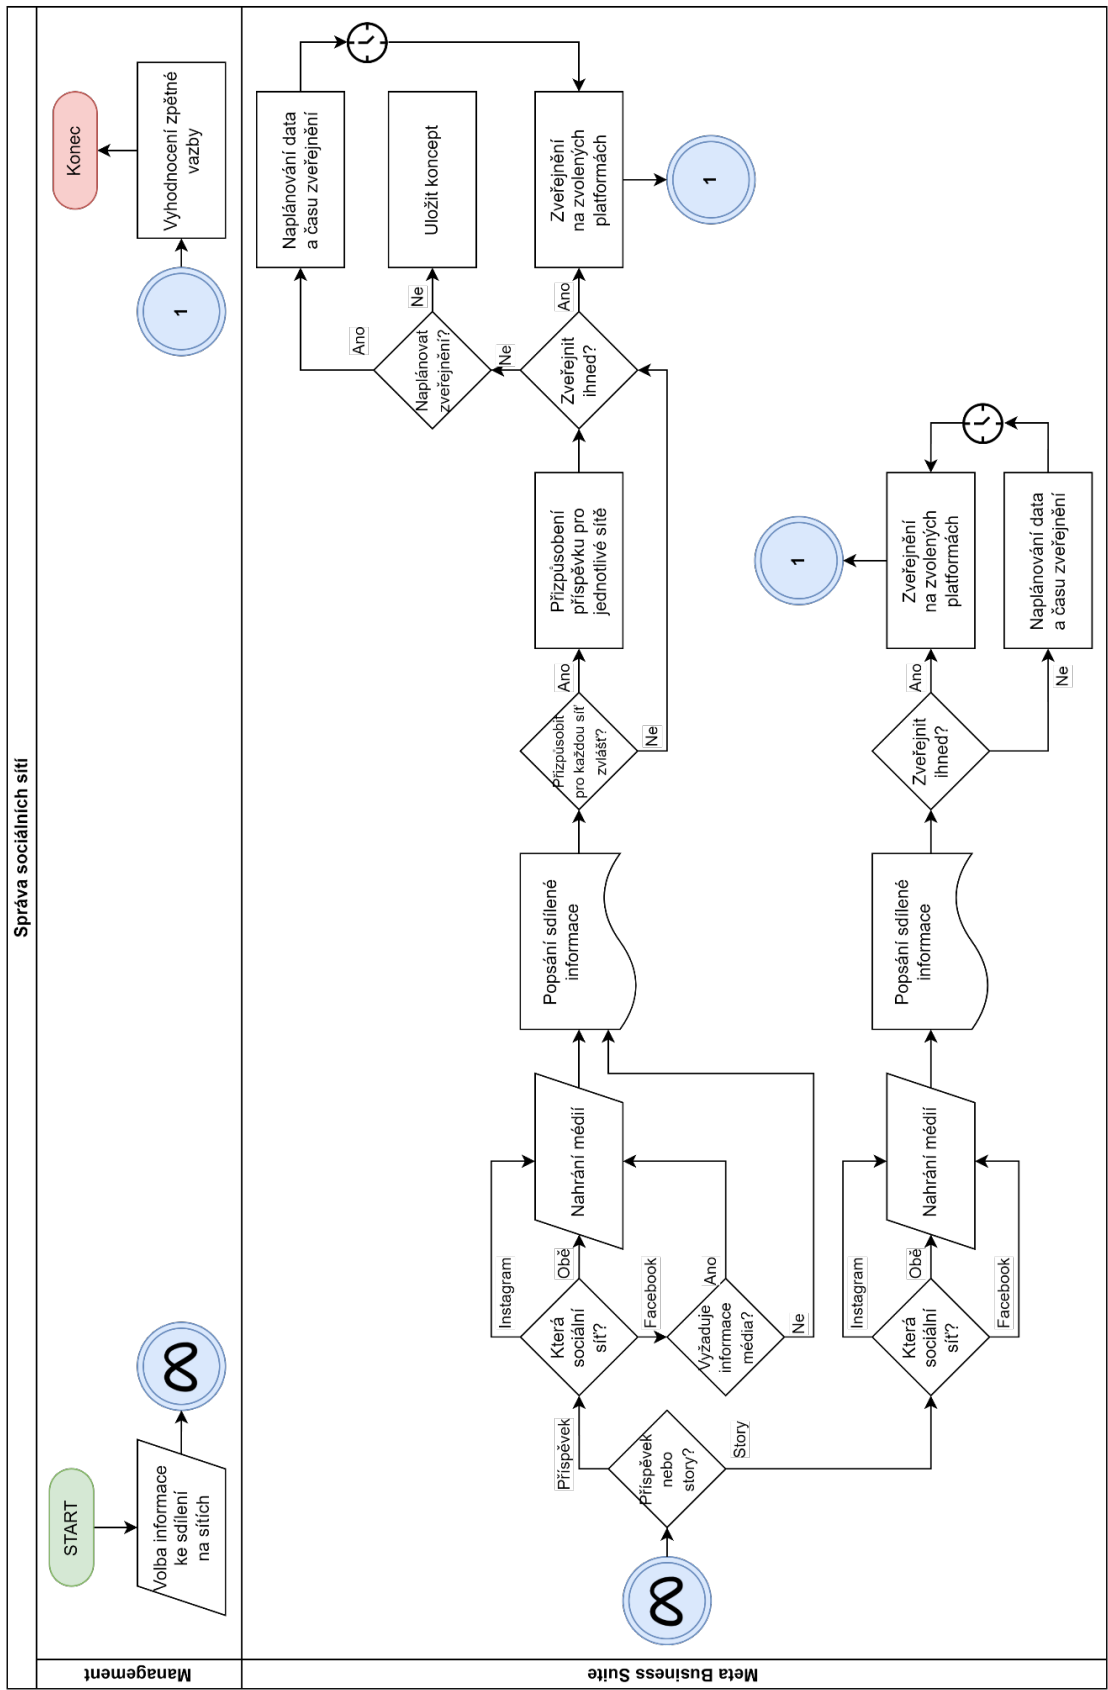 Správa sociálních sítí
Management
START
Volba informace
ke sdílení
na sítích
8
1
Vyhodnocení zpětné
vazby
Konec
Meta Business Suite
8
Příspěvek
nebo
story?
Příspěvek
Story
Která
sociální
síť?
Instagram
Obě
Facebook
Vyžaduje
informace
média?
Ano
Ne
Nahrání médií
Popsání sdílené
informace
Přizpůsobit
pro každou síť
zvlášť?
Ano
Ne
Přizpůsobení
příspěvku pro
jednotlivé sítě
Zveřejnit
ihned?
Ano
Ne
Naplánovat
zveřejnění?
Ano
Ne
Naplánování data
a času zveřejnění
Uložit koncept
Zveřejnění
na zvolených
platformách
1
Která
sociální
síť?
Instagram
Obě
Facebook
Nahrání médií
Popsání sdílené
informace
Zveřejnit
ihned?
Ano
Ne
Zveřejnění
na zvolených
platformách
Naplánování data
a času zveřejnění
1